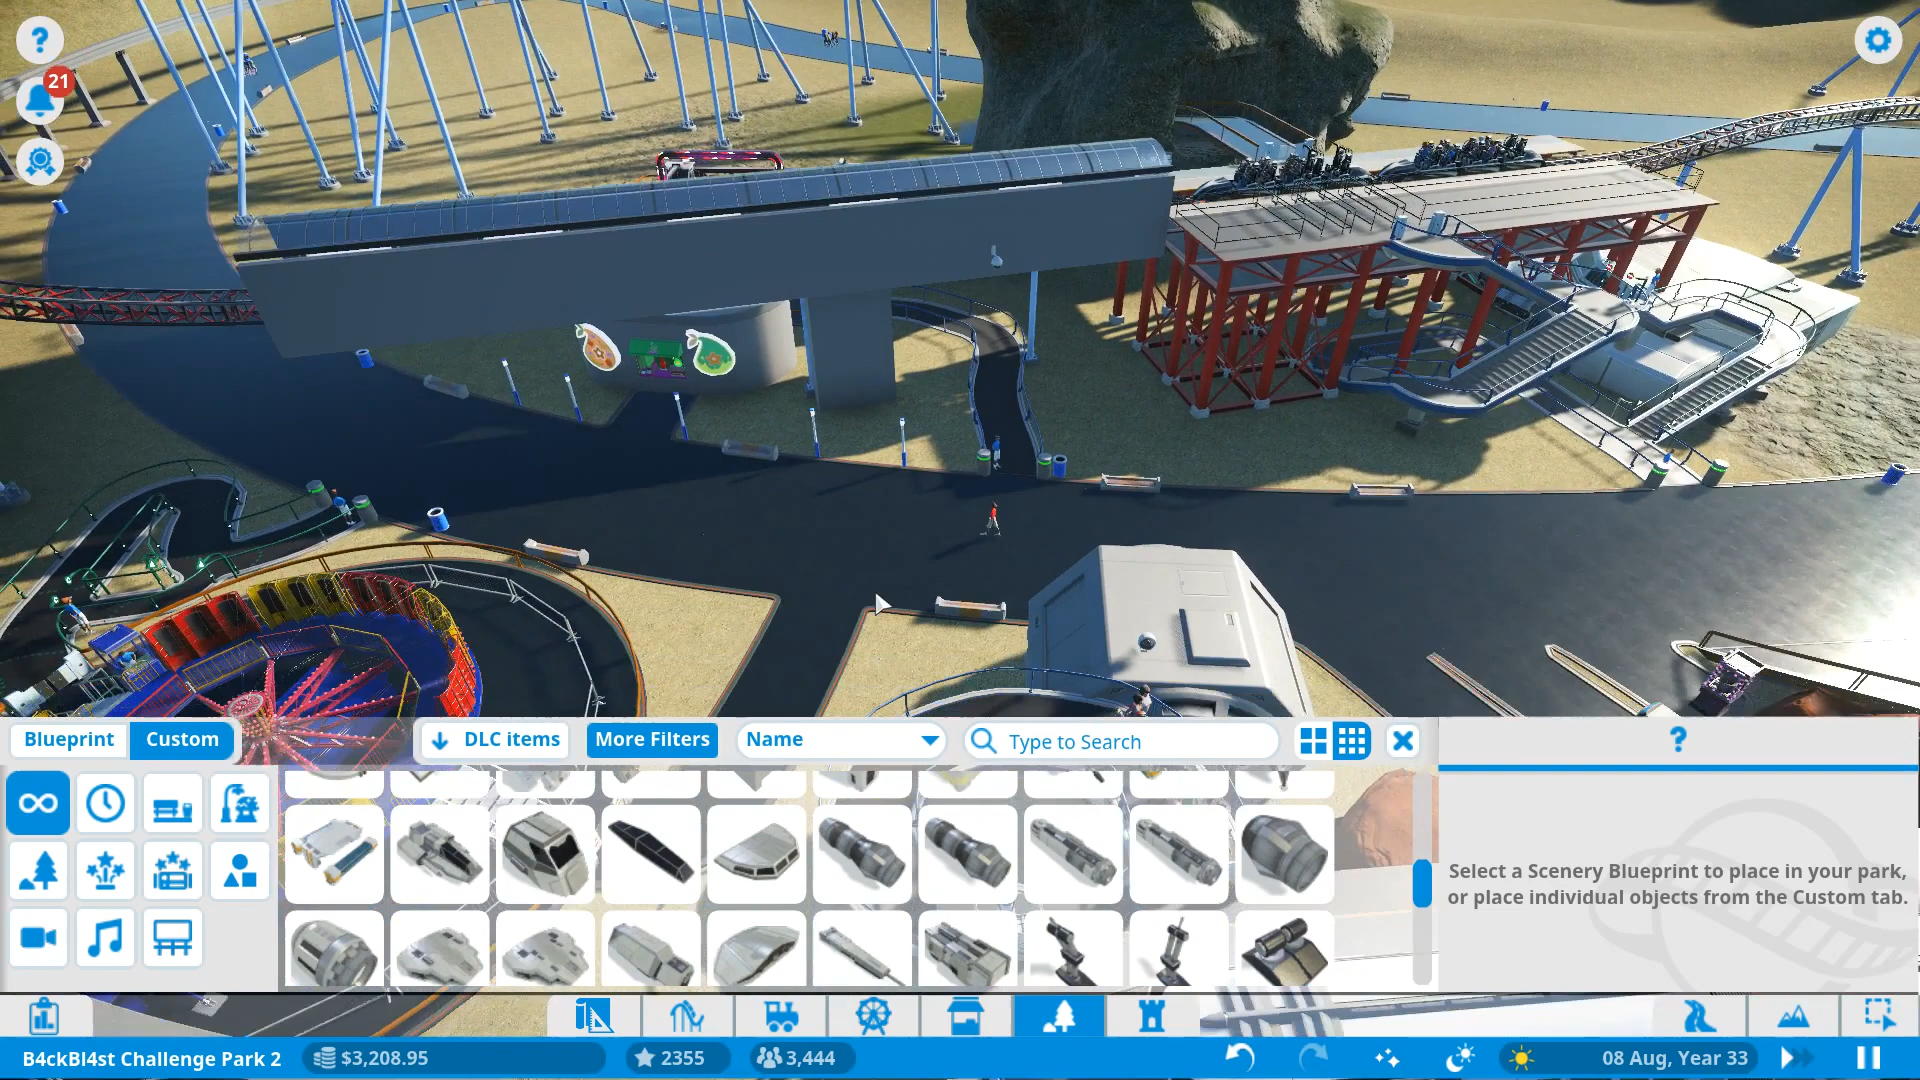 ?
21
Blueprint
Custom
DLC items
More Filters
Name
Type to Search
?
Select a Scenery Blueprint to place in your park,
or place individual objects from the Custom tab.
B4ckBl4st Challenge Park 2
$3,208.95
2355
3,444
08 Aug, Year 33